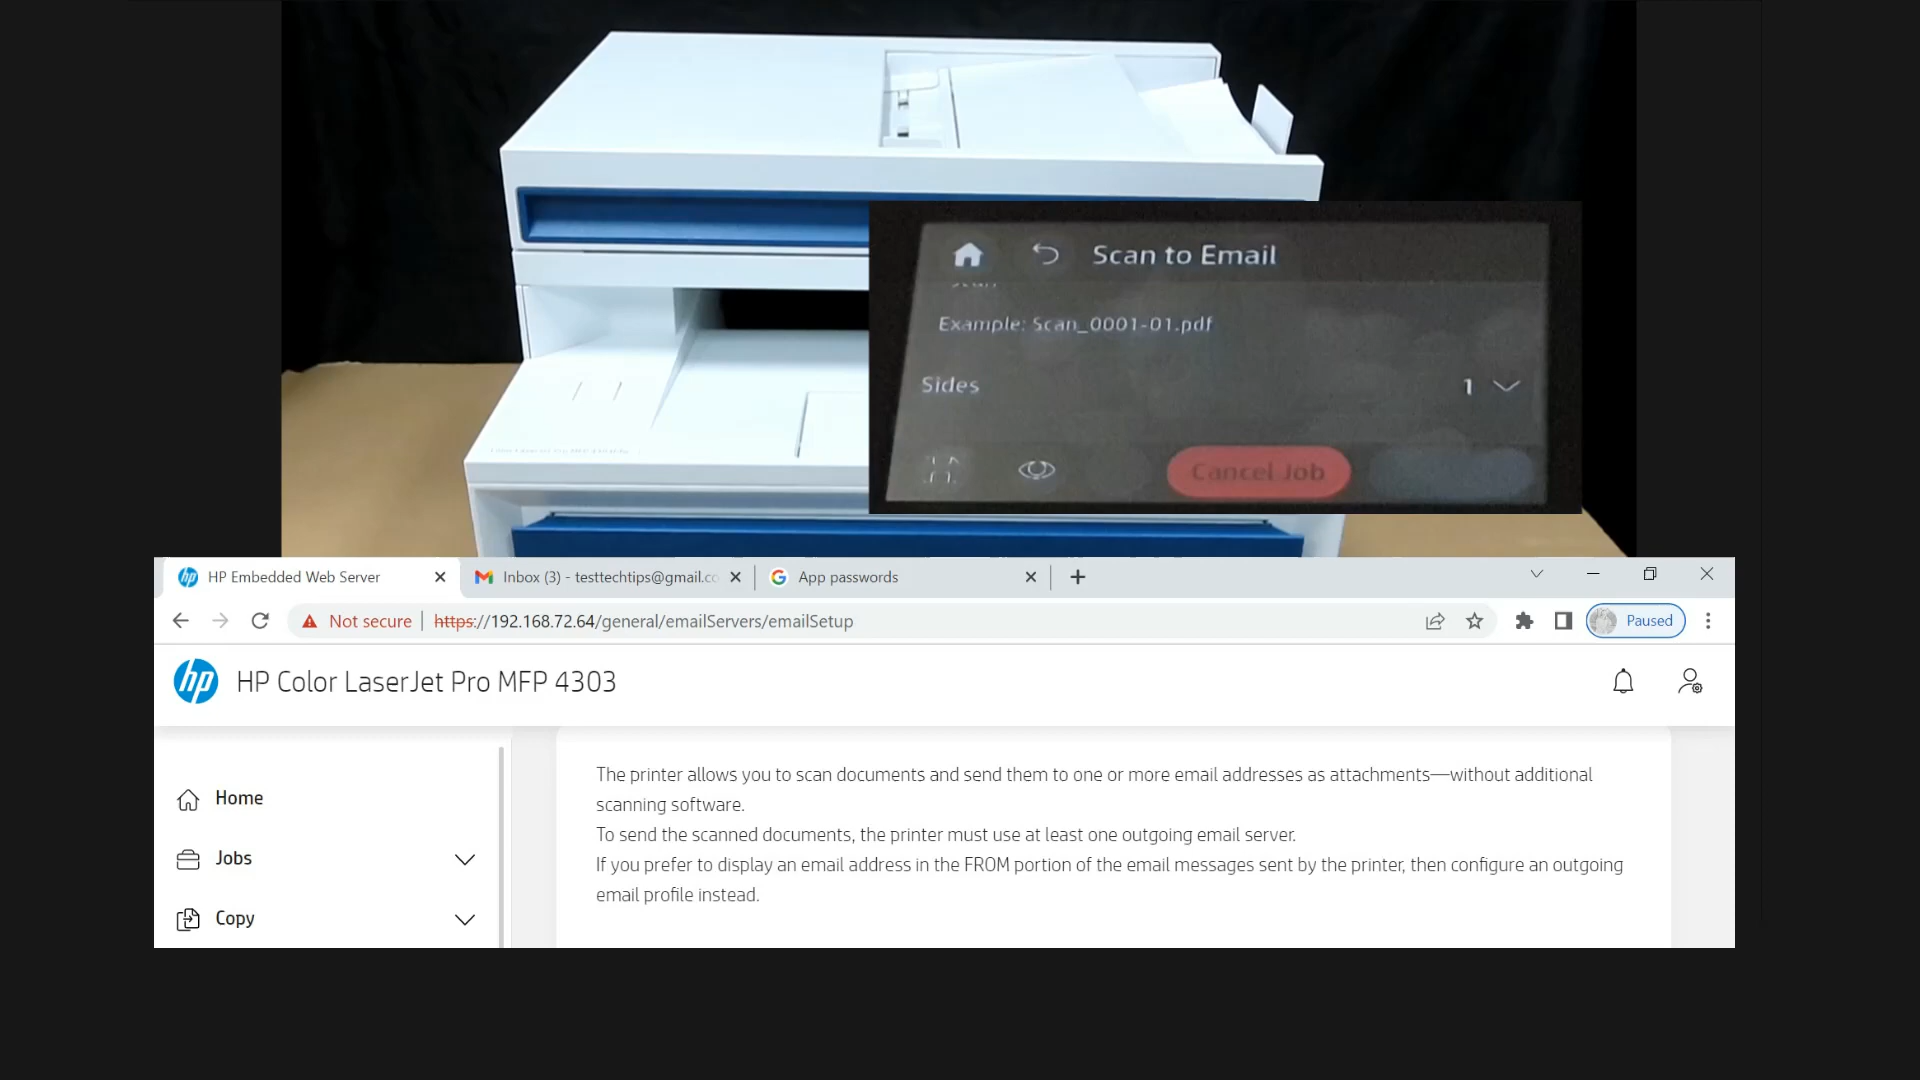 Scan to Email
Example: Scan_0001-01.pdf
Sides 1
Cancel Job
HP Embedded Web Server
Inbox (3) - testtechtips@gmail.co
App passwords
Not secure | https://192.168.72.64/general/emailServers/emailSetup
Paused
hp HP Color LaserJet Pro MFP 4303
Home
Jobs
Copy
The printer allows you to scan documents and send them to one or more email addresses as attachments—without additional
scanning software.
To send the scanned documents, the printer must use at least one outgoing email server.
If you prefer to display an email address in the FROM portion of the email messages sent by the printer, then configure an outgoing
email profile instead.